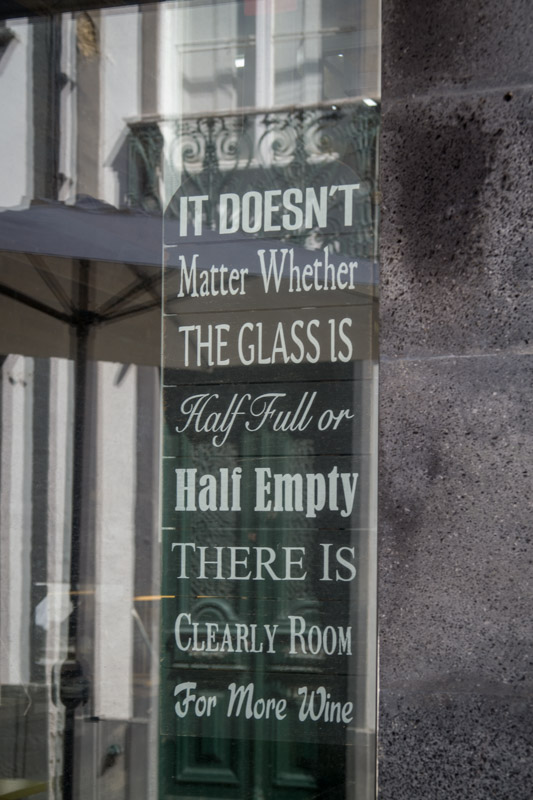 IT DOESN'T
Matter Whether
THE GLASS IS
Half Full or
Half Empty
THERE IS
CLEARLY ROOM
For More Wine